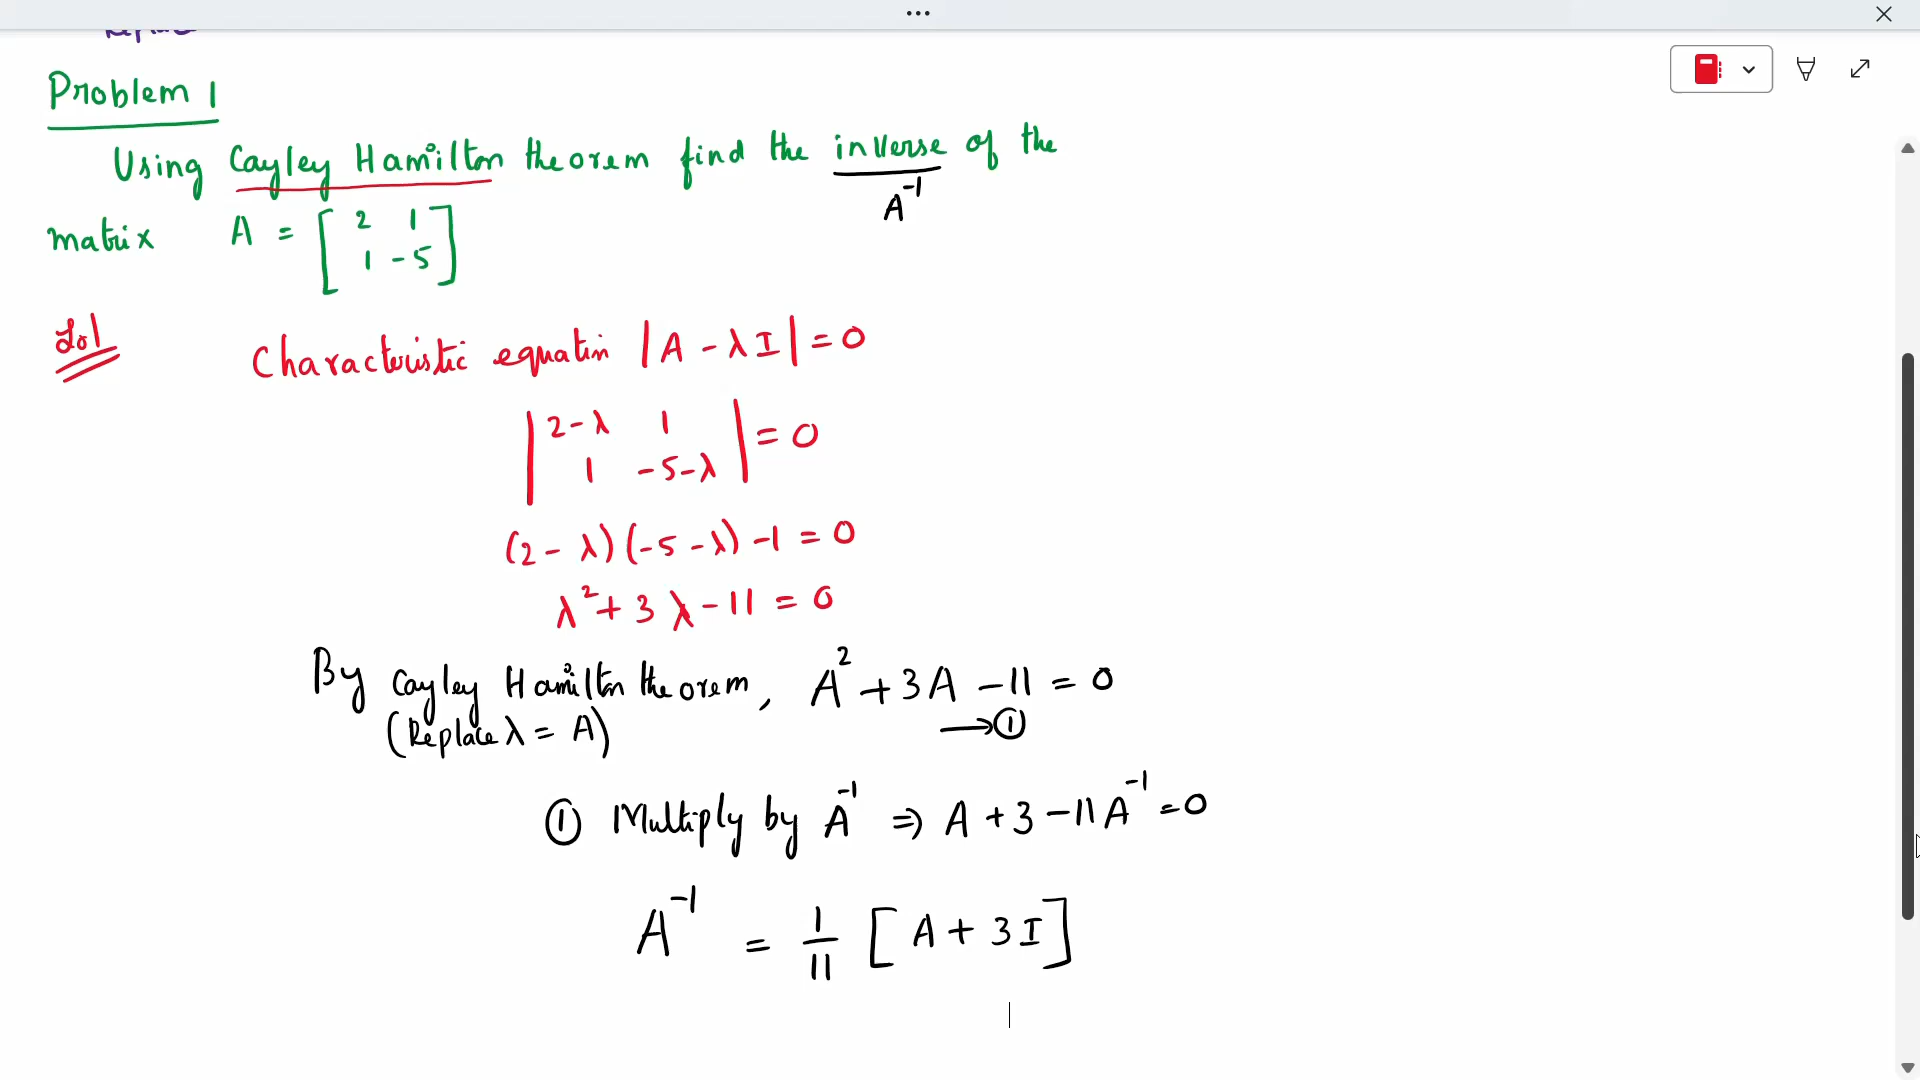 Problem 1
Using Cayley Hamilton theorem find the inverse of the
A⁻¹
matrix A = [2 1
1 -5]
Sol
Characteristic equatin |A - λI| = 0
|2-λ 1
1 -5-λ| = 0
(2 - λ)(-5 - λ) -1 = 0
λ² + 3λ - 11 = 0
By Cayley Hamilton theorem, A² + 3A - 11 = 0
(Replace λ = A) → ①
① Multiply by A⁻¹ ⇒ A + 3 - 11A⁻¹ = 0
A⁻¹ = 1/11 [A + 3I]